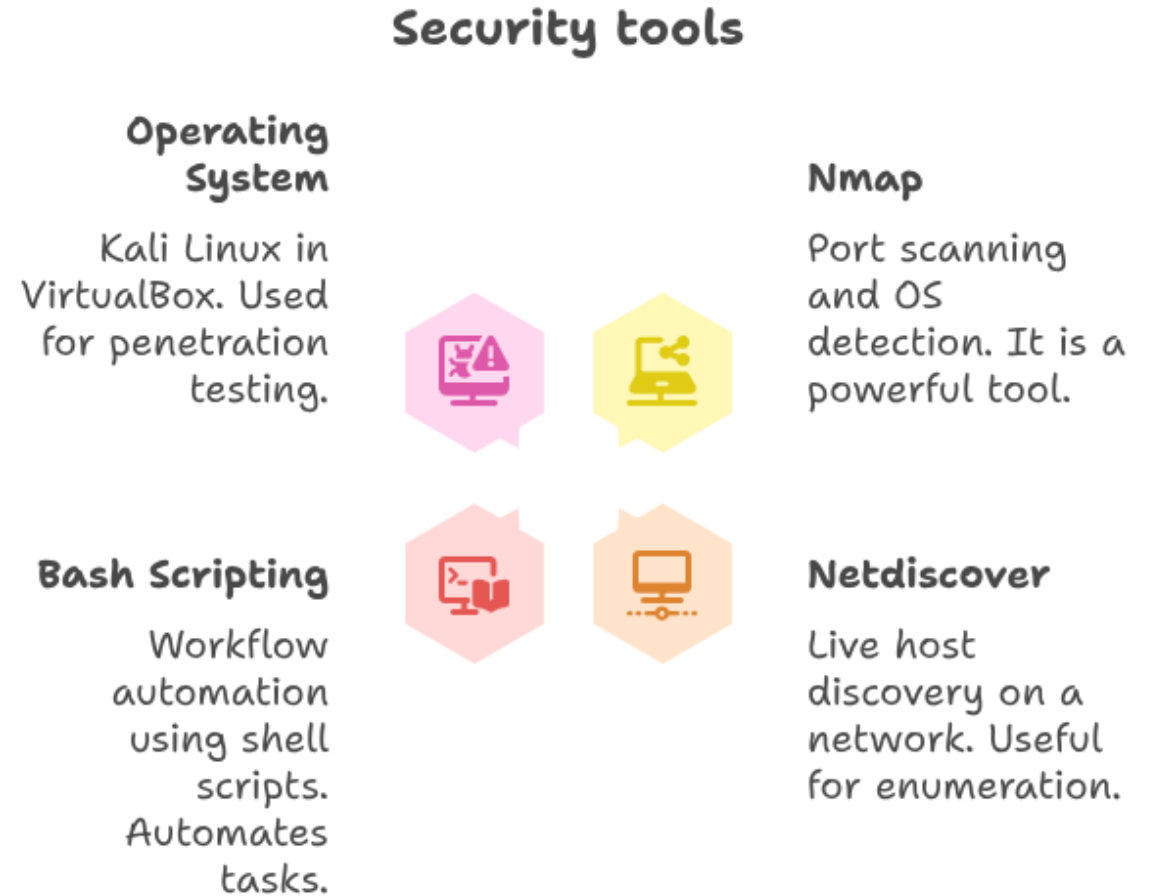 Security tools
Operating
System
Kali Linux in
VirtualBox. Used
for penetration
testing.
Nmap
Port scanning
and OS
detection. It is a
powerful tool.
Bash Scripting
Workflow
automation
using shell
scripts.
Automates
tasks.
Netdiscover
Live host
discovery on a
network. Useful
for enumeration.